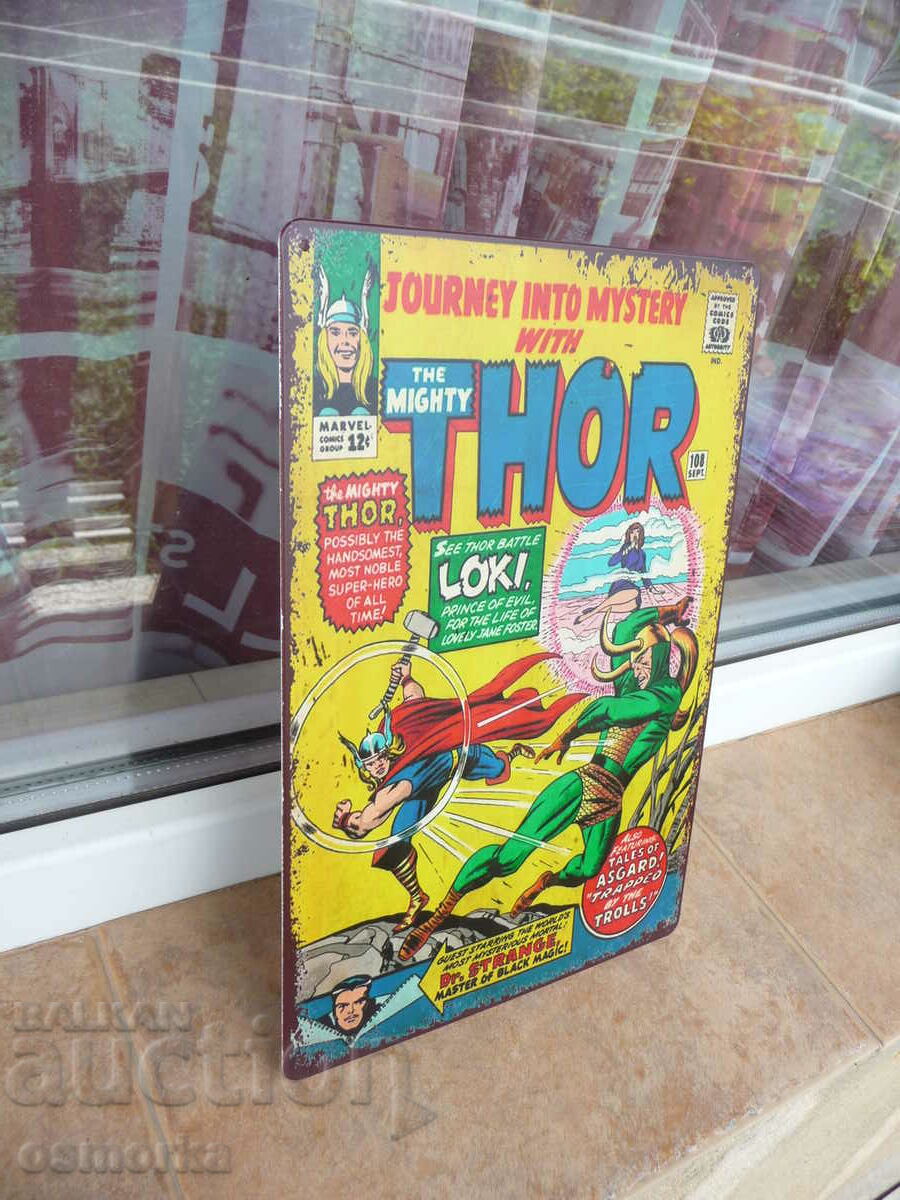 JOURNEY INTO MYSTERY
WITH
THE
MIGHTY
THOR
APPROVED
BY THE
COMICS
CODE
AUTHORITY
IND.
MARVEL
COMICS
GROUP
12¢
108
SEPT.
the MIGHTY
THOR,
POSSIBLY THE
HANDSOMEST,
MOST NOBLE
SUPER-HERO
OF ALL
TIME!
SEE THOR BATTLE
LOKI,
PRINCE OF EVIL,
FOR THE LIFE OF
LOVELY JANE FOSTER.
ALSO
FEATURING:
TALES OF
ASGARD!
"TRAPPED
BY THE
TROLLS!"
GUEST STARRING THE WORLD'S
MOST MYSTERIOUS MORTAL!
DR. STRANGE
MASTER OF BLACK MAGIC!
BALKAN
auction
osmorka